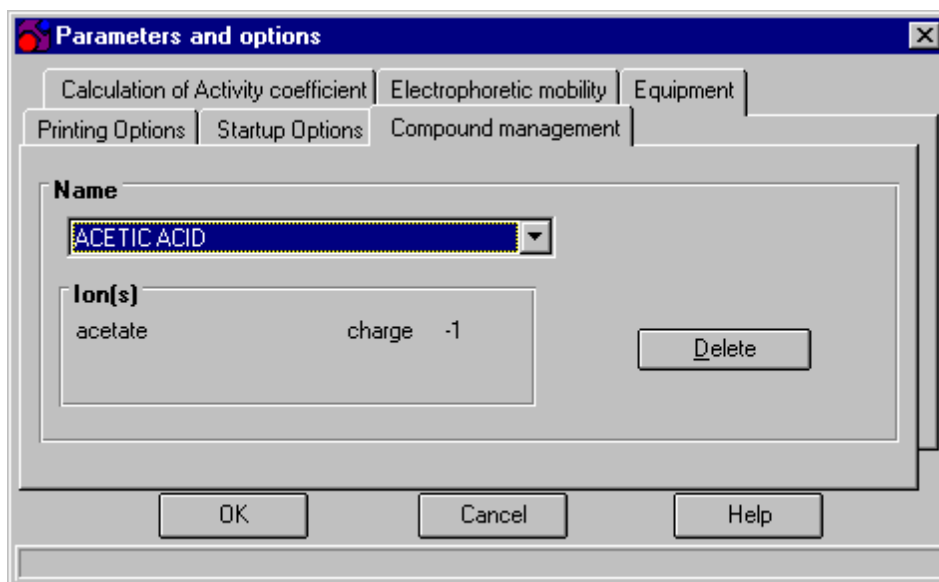 Parameters and options
Calculation of Activity coefficient Electrophoretic mobility Equipment
Printing Options Startup Options Compound management
Name
ACETIC ACID
Ion(s)
acetate charge -1
Delete
OK Cancel Help